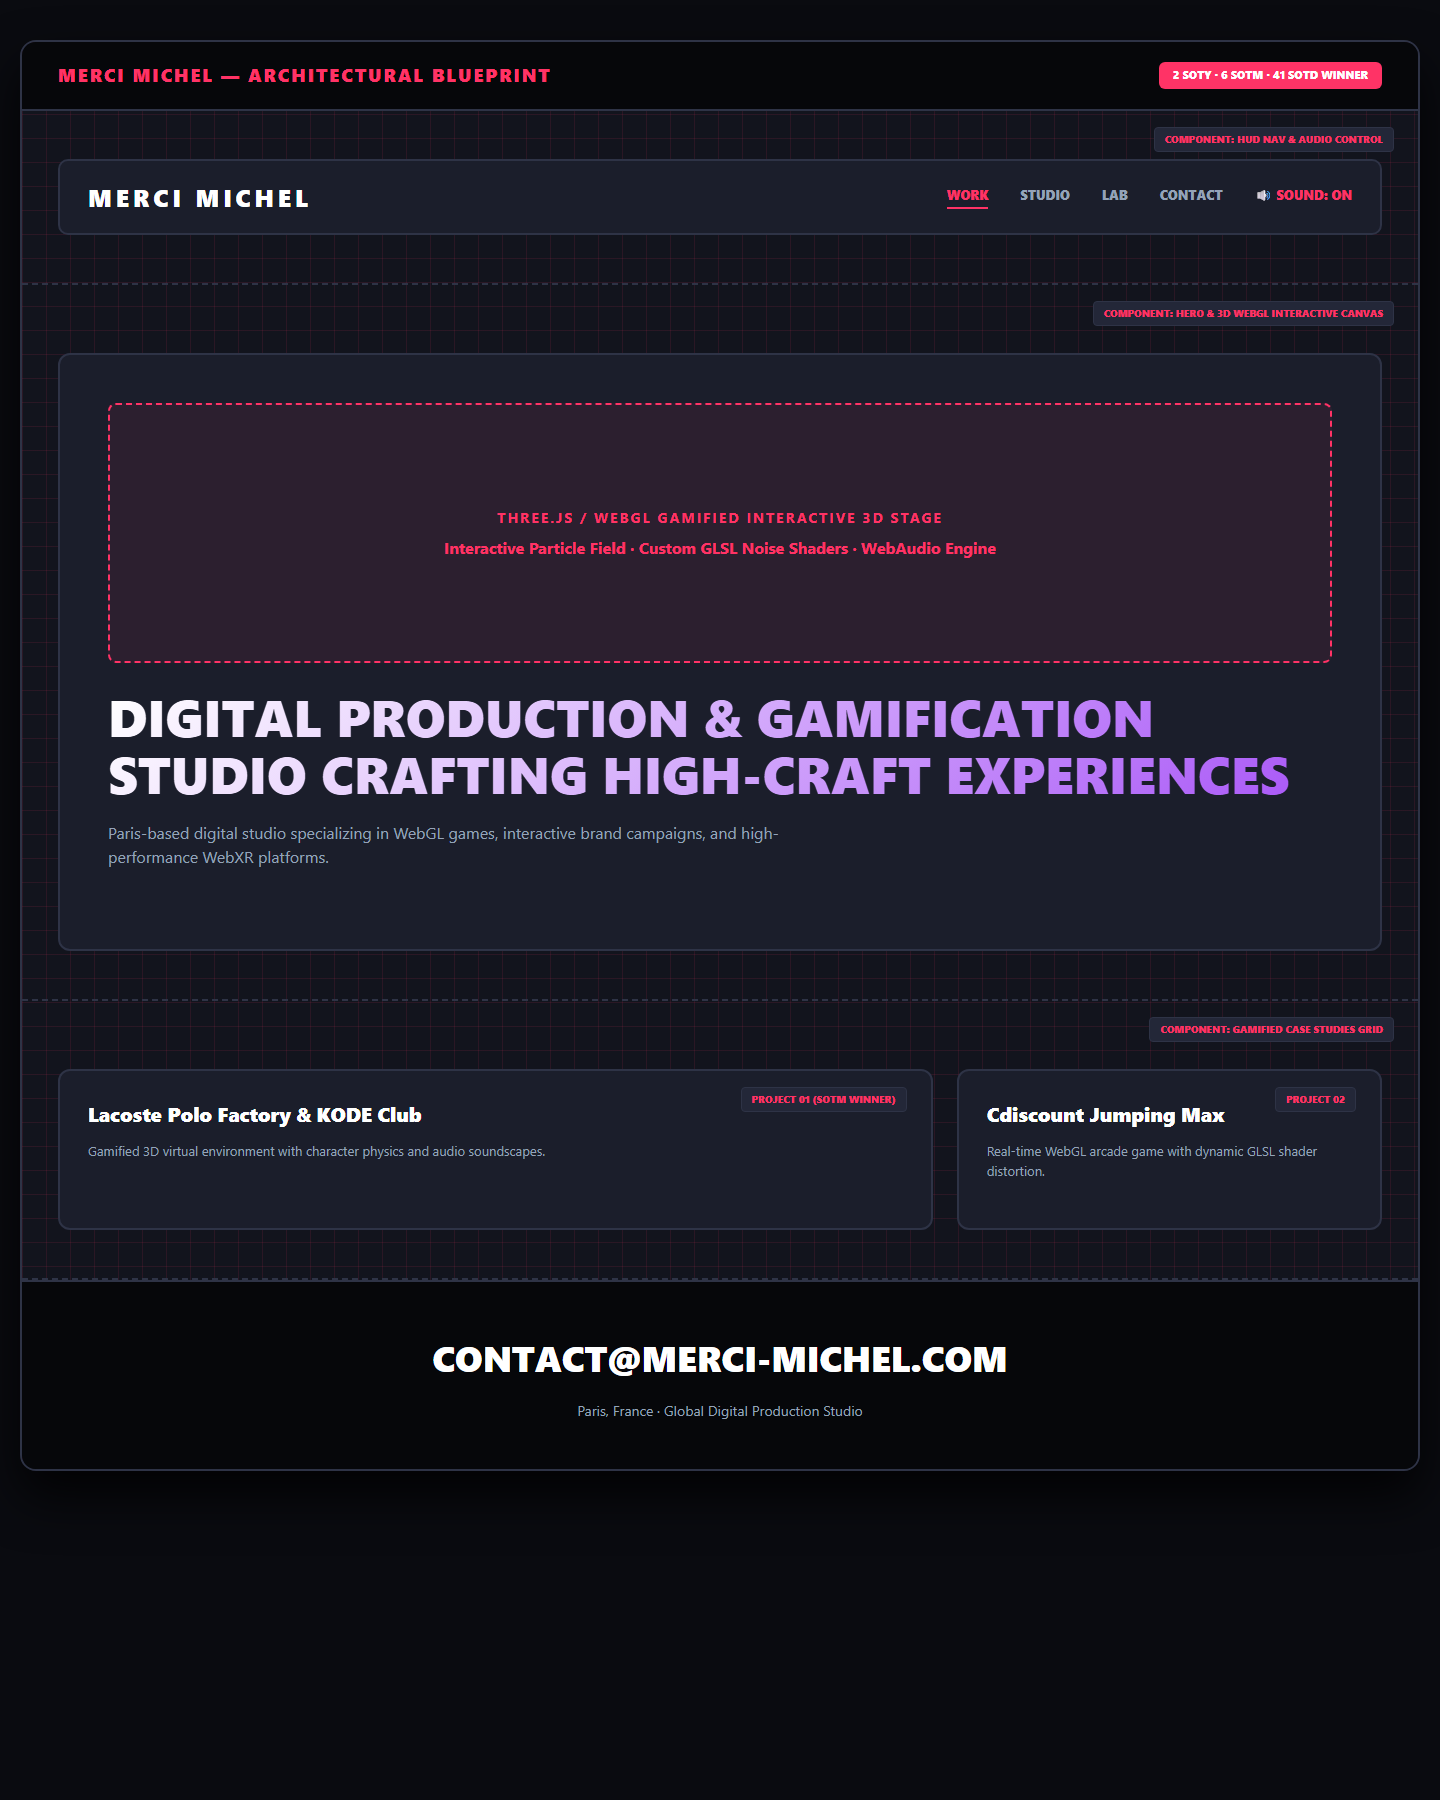 MERCI MICHEL — ARCHITECTURAL BLUEPRINT
2 SOTY · 6 SOTM · 41 SOTD WINNER
COMPONENT: HUD NAV & AUDIO CONTROL
MERCI MICHEL
WORK STUDIO LAB CONTACT 🔊 SOUND: ON
COMPONENT: HERO & 3D WEBGL INTERACTIVE CANVAS
THREE.JS / WEBGL GAMIFIED INTERACTIVE 3D STAGE
Interactive Particle Field · Custom GLSL Noise Shaders · WebAudio Engine
DIGITAL PRODUCTION & GAMIFICATION
STUDIO CRAFTING HIGH-CRAFT EXPERIENCES
Paris-based digital studio specializing in WebGL games, interactive brand campaigns, and high-
performance WebXR platforms.
COMPONENT: GAMIFIED CASE STUDIES GRID
PROJECT 01 (SOTM WINNER)
Lacoste Polo Factory & KODE Club
Gamified 3D virtual environment with character physics and audio soundscapes.
PROJECT 02
Cdiscount Jumping Max
Real-time WebGL arcade game with dynamic GLSL shader
distortion.
CONTACT@MERCI-MICHEL.COM
Paris, France · Global Digital Production Studio